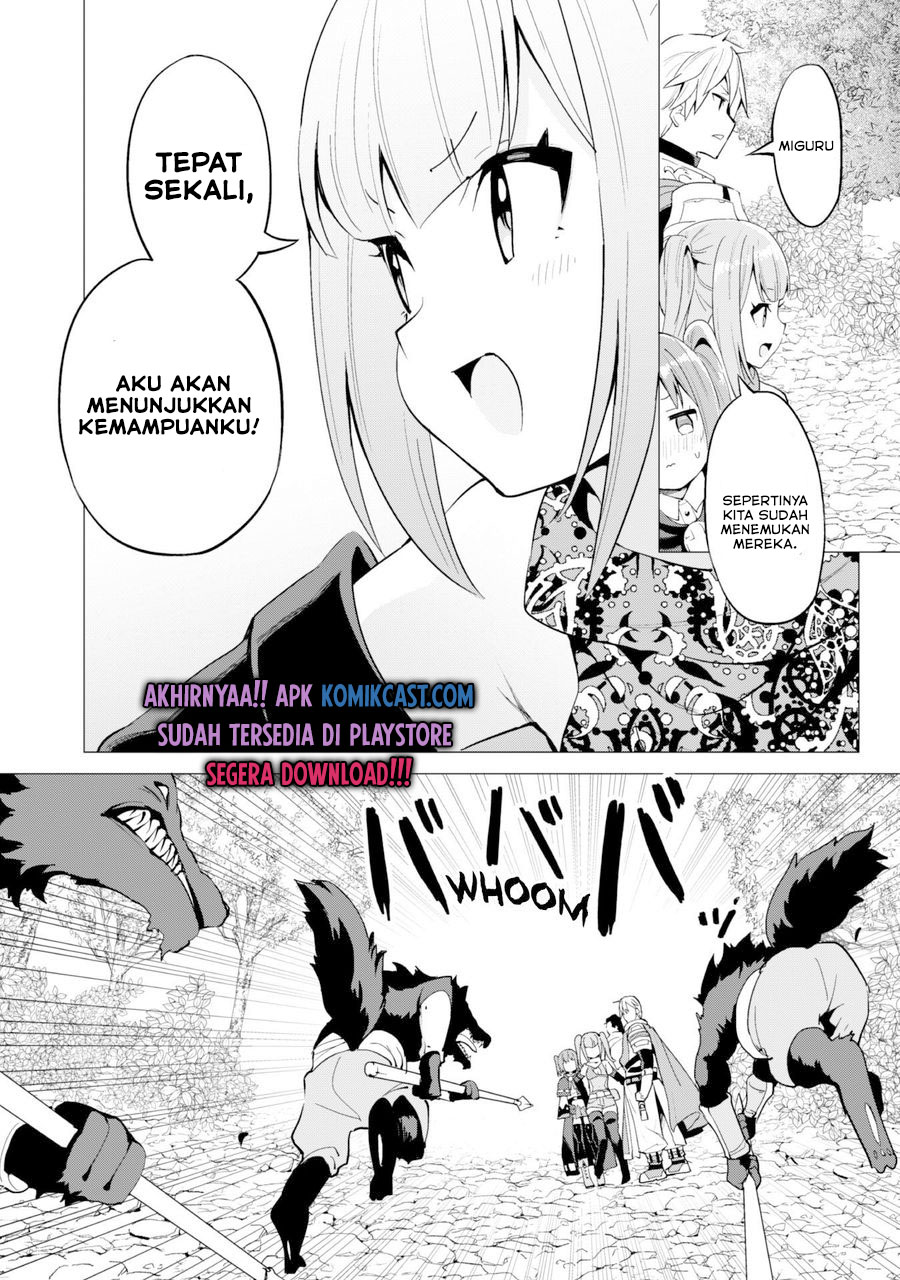 MIGURU
SEPERTINYA
KITA SUDAH
MENEMUKAN
MEREKA.
TEPAT
SEKALI,
AKU AKAN
MENUNJUKKAN
KEMAMPUANKU!
AKHIRNYAA!! APK KOMIKCAST.COM
SUDAH TERSEDIA DI PLAYSTORE
SEGERA DOWNLOAD!!!
ババババ
WHOOM